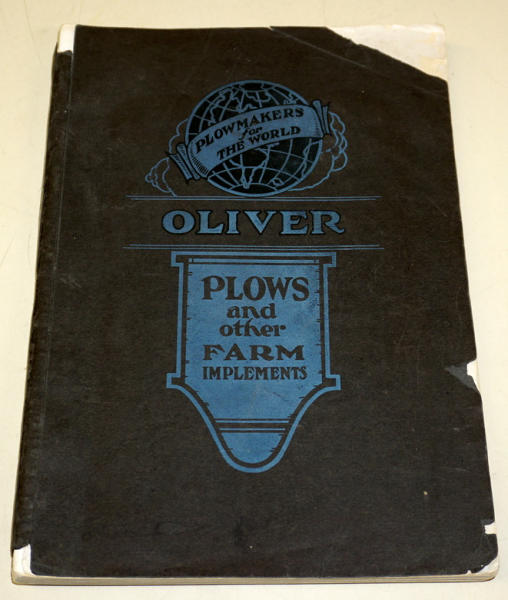 PLOWMAKERS
for
THE WORLD
OLIVER
PLOWS
and
other
FARM
IMPLEMENTS